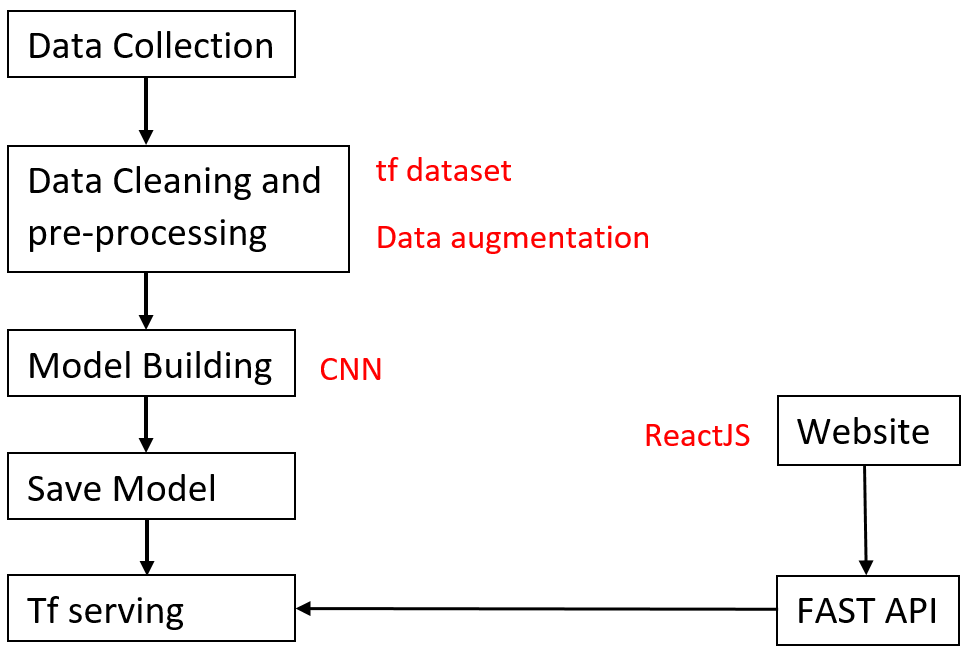 Data Collection
Data Cleaning and
pre-processing
tf dataset
Data augmentation
Model Building
CNN
ReactJS
Website
Save Model
Tf serving
FAST API